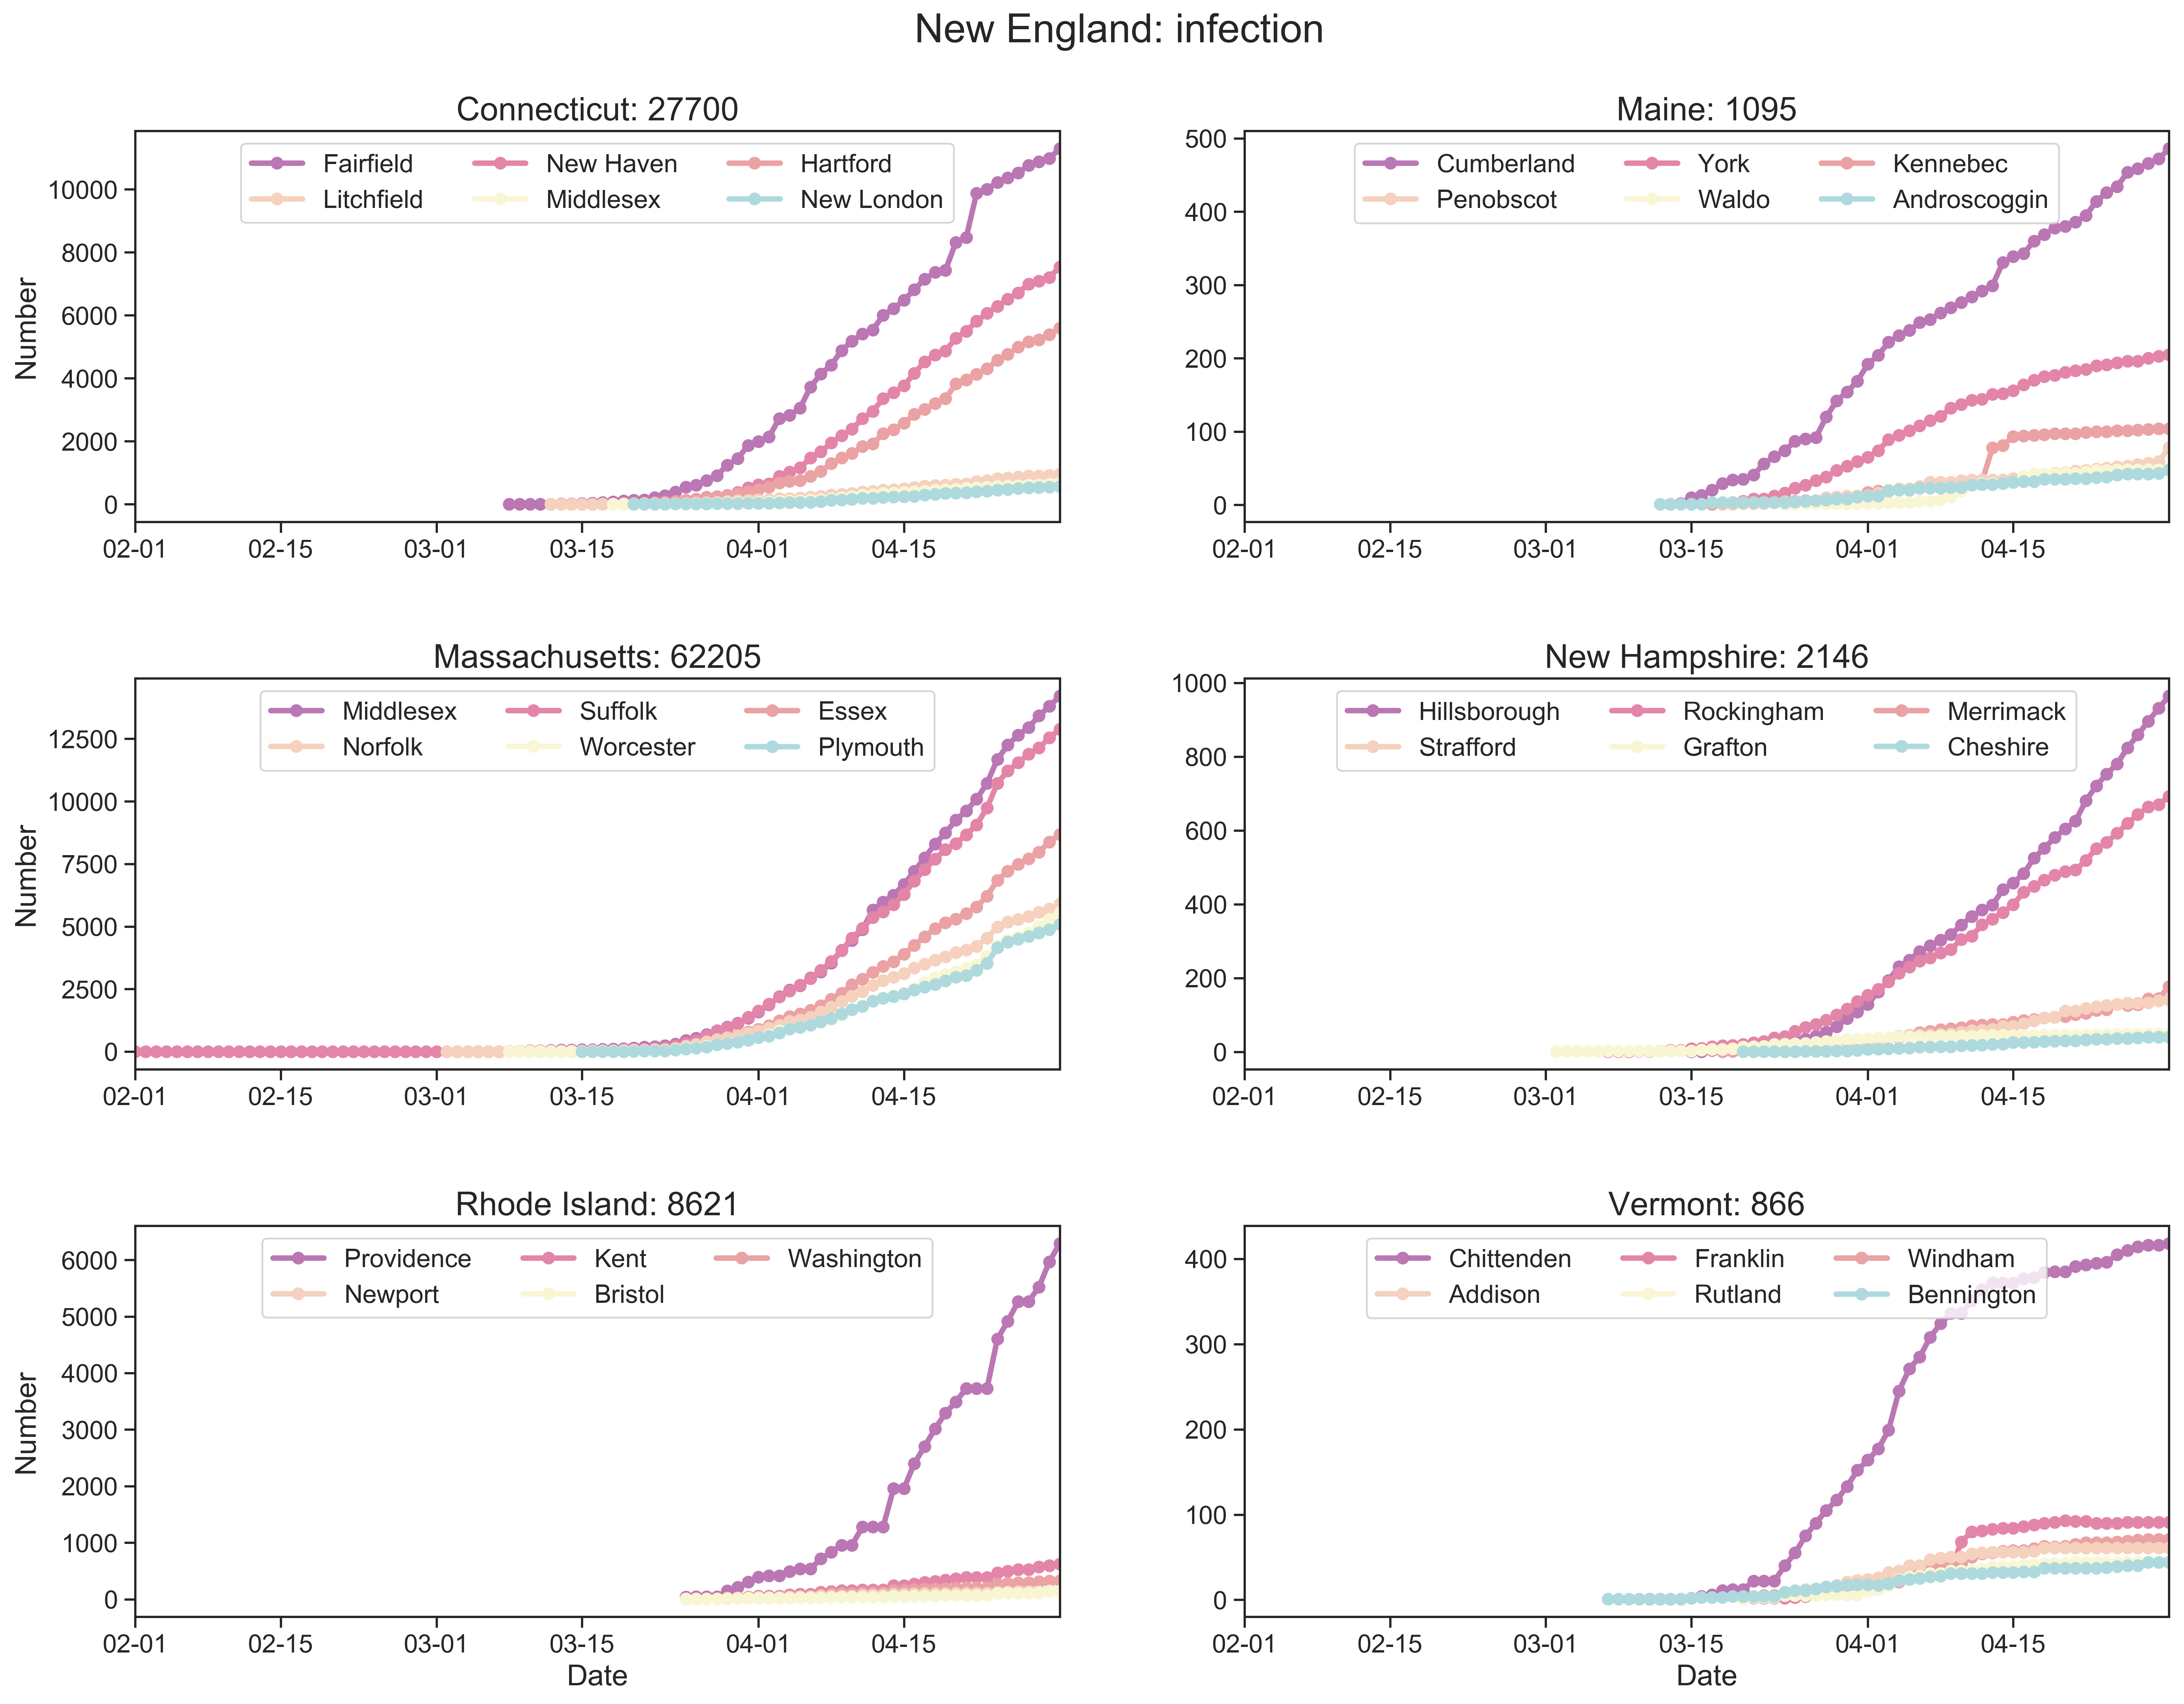 New England: infection
Connecticut: 27700
Number
10000
8000
6000
4000
2000
0
Fairfield New Haven Hartford
Litchfield Middlesex New London
02-01 02-15 03-01 03-15 04-01 04-15
Maine: 1095
500
400
300
200
100
0
Cumberland York Kennebec
Penobscot Waldo Androscoggin
02-01 02-15 03-01 03-15 04-01 04-15
Massachusetts: 62205
Number
12500
10000
7500
5000
2500
0
Middlesex Suffolk Essex
Norfolk Worcester Plymouth
02-01 02-15 03-01 03-15 04-01 04-15
New Hampshire: 2146
1000
800
600
400
200
0
Hillsborough Rockingham Merrimack
Strafford Grafton Cheshire
02-01 02-15 03-01 03-15 04-01 04-15
Rhode Island: 8621
Number
6000
5000
4000
3000
2000
1000
0
Providence Kent Washington
Newport Bristol
02-01 02-15 03-01 03-15 04-01 04-15
Date
Vermont: 866
400
300
200
100
0
Chittenden Franklin Windham
Addison Rutland Bennington
02-01 02-15 03-01 03-15 04-01 04-15
Date